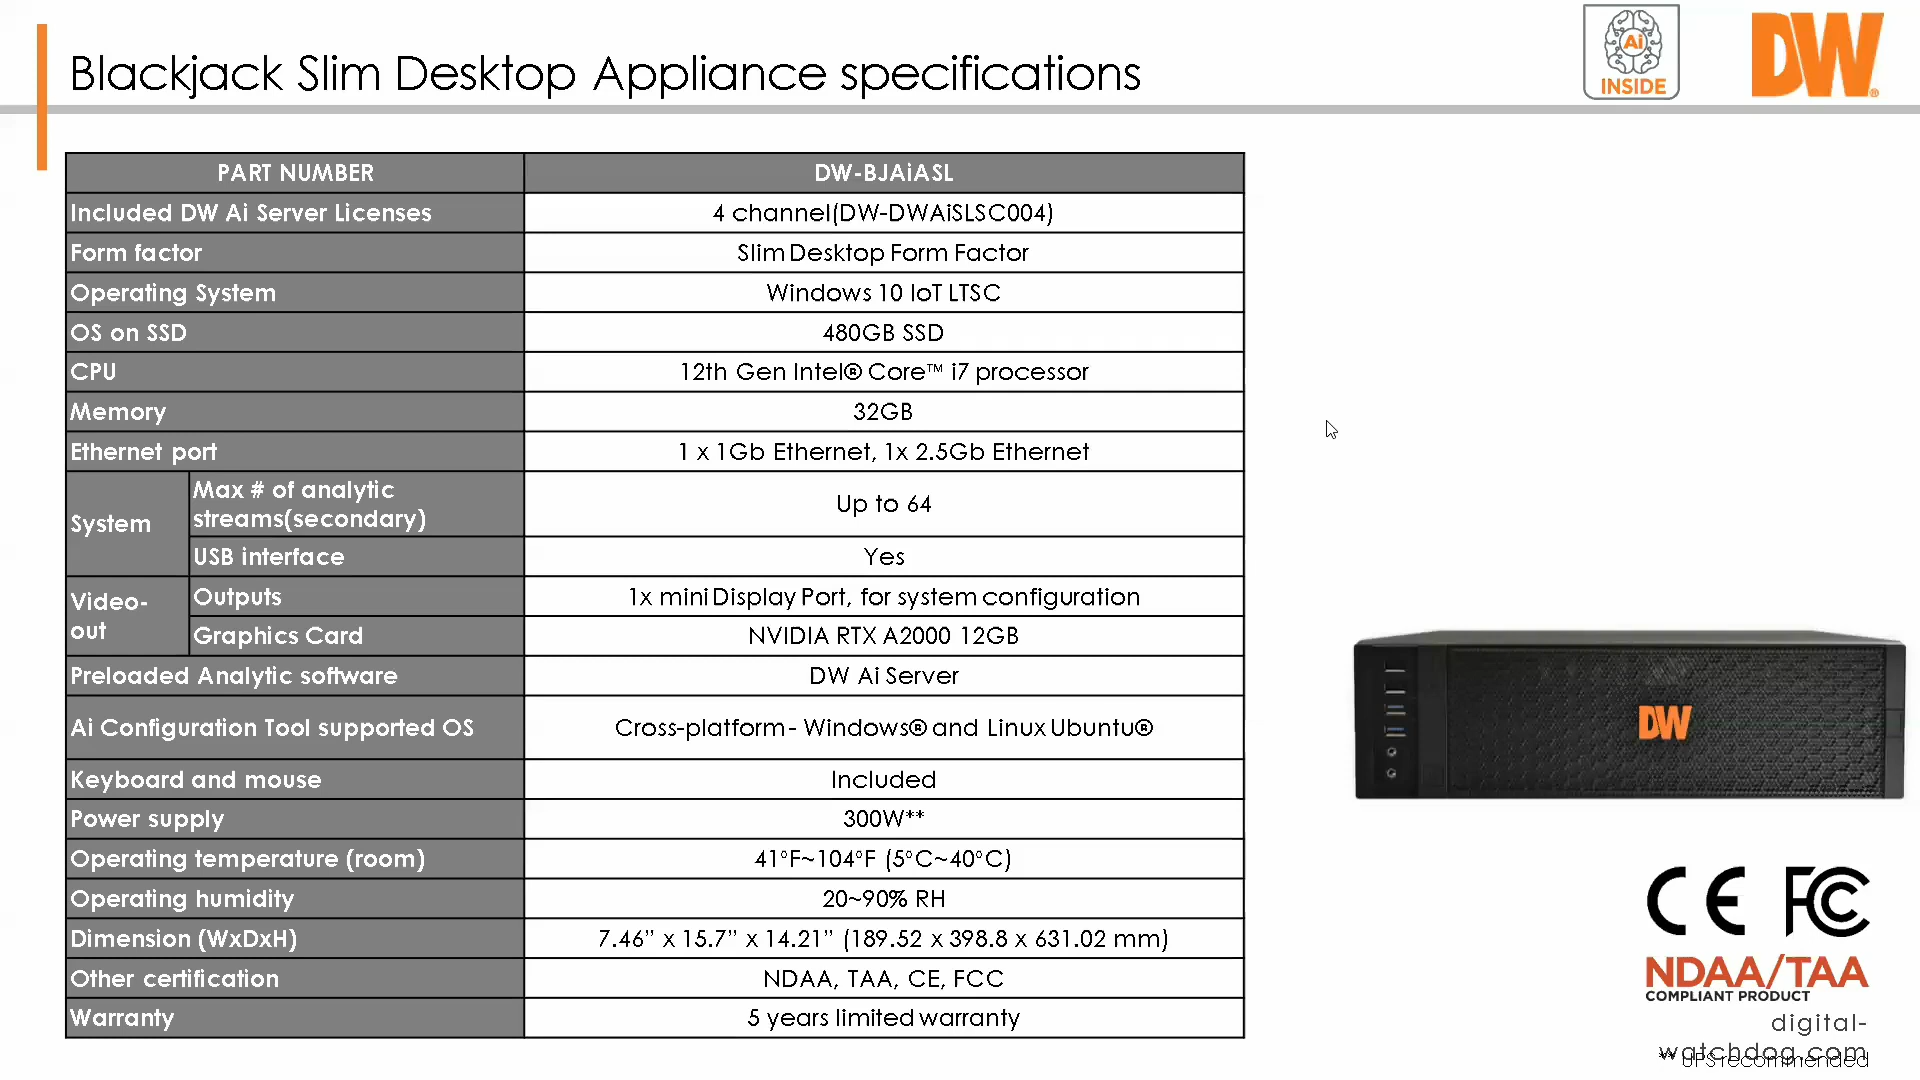 Blackjack Slim Desktop Appliance specifications
Ai
INSIDE
DW®
PART NUMBER DW-BJAiASL
Included DW Ai Server Licenses 4 channel(DW-DWAiSLSC004)
Form factor Slim Desktop Form Factor
Operating System Windows 10 IoT LTSC
OS on SSD 480GB SSD
CPU 12th Gen Intel® Core™ i7 processor
Memory 32GB
Ethernet port 1 x 1Gb Ethernet, 1x 2.5Gb Ethernet
System
Max # of analytic
streams(secondary)
Up to 64
USB interface Yes
Video-
out
Outputs 1x mini Display Port, for system configuration
Graphics Card NVIDIA RTX A2000 12GB
Preloaded Analytic software DW Ai Server
Ai Configuration Tool supported OS Cross-platform - Windows® and Linux Ubuntu®
Keyboard and mouse Included
Power supply 300W**
Operating temperature (room) 41°F~104°F (5°C~40°C)
Operating humidity 20~90% RH
Dimension (WxDxH) 7.46” x 15.7” x 14.21” (189.52 x 398.8 x 631.02 mm)
Other certification NDAA, TAA, CE, FCC
Warranty 5 years limited warranty
DW
CE FC
NDAA/TAA
COMPLIANT PRODUCT
digital-
watchdog.com
** UPS recommended